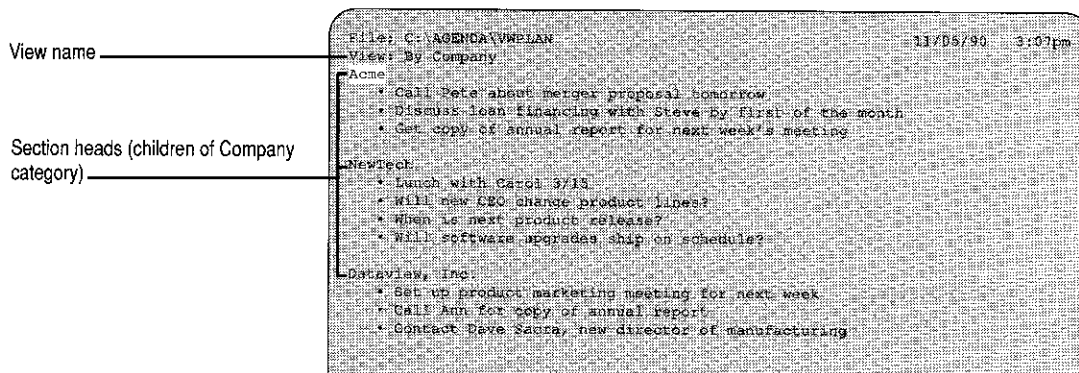 File: C:\AGENDA\VWPLAN 11/05/90 3:07pm
View name
View: By Company
Acme
• Call Pete about merger proposal tomorrow
• Discuss loan financing with Steve by first of the month
• Get copy of annual report for next week's meeting
Section heads (children of Company
category)
NewTech
• Lunch with Carol 3/15
• Will new CEO change product lines?
• When is next product release?
• Will software upgrades ship on schedule?
Dataview, Inc.
• Set up product marketing meeting for next week
• Call Ann for copy of annual report
• Contact Dave Sacra, new director of manufacturing